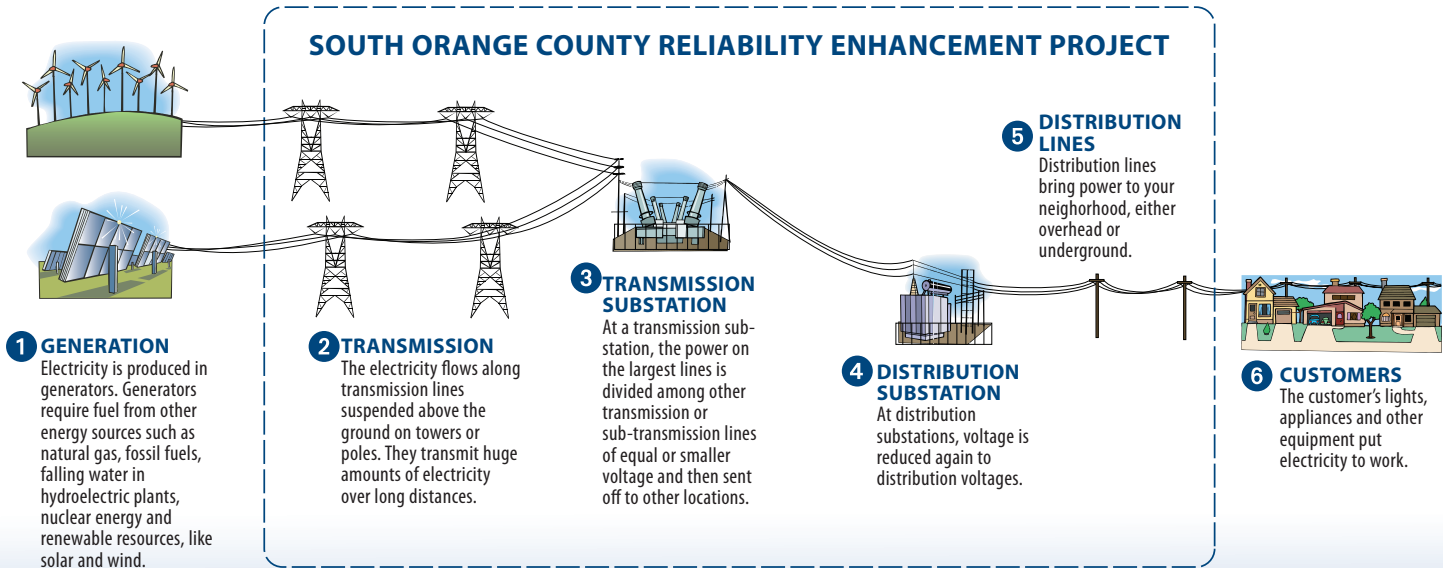 SOUTH ORANGE COUNTY RELIABILITY ENHANCEMENT PROJECT
1 GENERATION
Electricity is produced in
generators. Generators
require fuel from other
energy sources such as
natural gas, fossil fuels,
falling water in
hydroelectric plants,
nuclear energy and
renewable resources, like
solar and wind.
2 TRANSMISSION
The electricity flows along
transmission lines
suspended above the
ground on towers or
poles. They transmit huge
amounts of electricity
over long distances.
3 TRANSMISSION
SUBSTATION
At a transmission sub-
station, the power on
the largest lines is
divided among other
transmission or
sub-transmission lines
of equal or smaller
voltage and then sent
off to other locations.
4 DISTRIBUTION
SUBSTATION
At distribution
substations, voltage is
reduced again to
distribution voltages.
5 DISTRIBUTION
LINES
Distribution lines
bring power to your
neighorhood, either
overhead or
underground.
6 CUSTOMERS
The customer's lights,
appliances and other
equipment put
electricity to work.